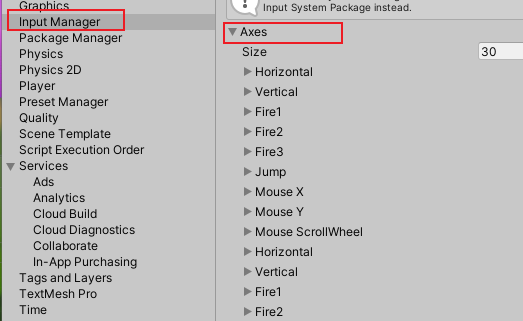 Graphics
Input Manager
Package Manager
Physics
Physics 2D
Player
Preset Manager
Quality
Scene Template
Script Execution Order
Services
Ads
Analytics
Cloud Build
Cloud Diagnostics
Collaborate
In-App Purchasing
Tags and Layers
TextMesh Pro
Time
Input System Package instead.
Axes
Size 30
Horizontal
Vertical
Fire1
Fire2
Fire3
Jump
Mouse X
Mouse Y
Mouse ScrollWheel
Horizontal
Vertical
Fire1
Fire2